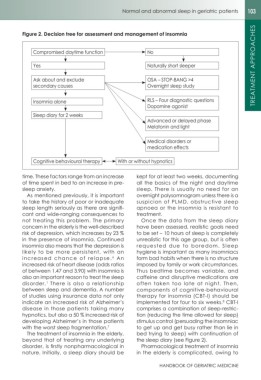 Normal and abnormal sleep in geriatric patients 103
TREATMENT APPROACHES
Figure 2. Decision tree for assessment and management of insomnia
Compromised daytime function
No
Yes
Naturally short sleeper
Ask about and exclude
secondary causes
OSA – STOP-BANG >4
Overnight sleep study
Insomnia alone
RLS – Four diagnostic questions
Dopamine agonist
Sleep diary for 2 weeks
Advanced or delayed phase
Melatonin and light
Medical disorders or
medication effects
Cognitive behavioural therapy
With or without hypnotics
time. These factors range from an increase
of time spent in bed to an increase in pre-
sleep anxiety.
As mentioned previously, it is important
to take the history of poor or inadequate
sleep length seriously as there are signifi-
cant and wide-ranging consequences to
not treating this problem. The primary
concern in the elderly is the well-described
risk of depression, which increases by 23 %
in the presence of insomnia. Continued
insomnia also means that the depression is
likely to be more persistent, with an
increased chance of relapse. An
increased risk of heart disease (odds ratios
of between 1.47 and 3.90) with insomnia is
also an important reason to treat the sleep
disorder. There is also a relationship
between sleep and dementia. A number
of studies using insurance data not only
indicate an increased risk of Alzheimer's
disease in those patients taking many
hypnotics, but also a 50 % increased risk of
developing Alzheimer's in those patients
with the worst sleep fragmentation.
The treatment of insomnia in the elderly,
beyond that of treating any underlying
disorder, is firstly nonpharmacological in
nature. Initially, a sleep diary should be
kept for at least two weeks, documenting
all the basics of the night and daytime
sleep. There is usually no need for an
overnight polysomnogram unless there is a
suspicion of PLMD, obstructive sleep
apnoea or the insomnia is resistant to
treatment.
Once the data from the sleep diary
have been assessed, realistic goals need
to be set – 10 hours of sleep is completely
unrealistic for this age group, but is often
requested due to boredom. Sleep
hygiene is important as many insomniacs
form bad habits when there is no structure
imposed by family or work circumstances.
Thus bedtime becomes variable, and
caffeine and disruptive medications are
often taken too late at night. Then,
components of cognitive-behavioural
therapy for insomnia (CBT-I) should be
implemented for four to six weeks. CBT-I
comprises a combination of sleep-restric-
tion (reducing the time allowed for sleep)
stimulus control (persuading the insomniac
to get up and get busy rather than lie in
bed trying to sleep) with continuation of
the sleep diary (see Figure 2).
Pharmacological treatment of insomnia
in the elderly is complicated, owing to
HANDBOOK OF GERIATRIC MEDICINE